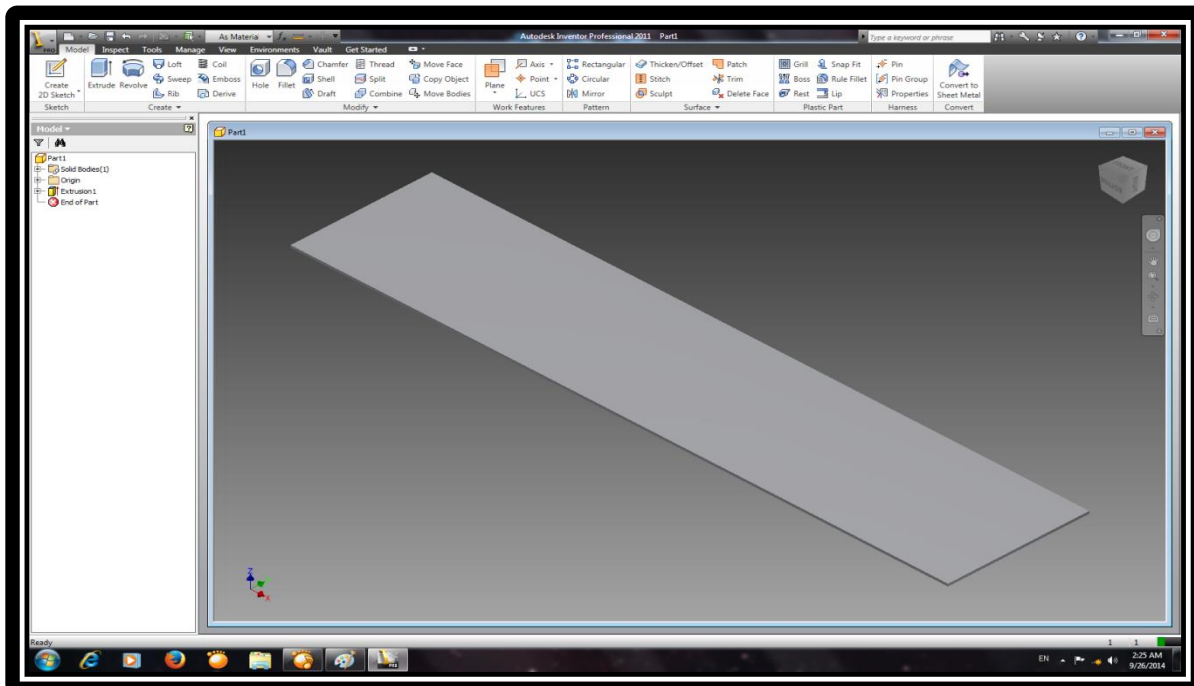 As Material
Autodesk Inventor Professional 2011 Part1
Type a keyword or phrase
PRO
Model Inspect Tools Manage View Environments Vault Get Started
Create
2D Sketch
Extrude Revolve
Loft
Sweep
Rib
Coil
Emboss
Derive
Hole Fillet
Chamfer
Shell
Draft
Thread
Split
Combine
Move Face
Copy Object
Move Bodies
Plane
Axis
Point
UCS
Rectangular
Circular
Mirror
Thicken/Offset
Stitch
Sculpt
Patch
Trim
Delete Face
Grill
Boss
Rest
Snap Fit
Rule Fillet
Lip
Pin
Pin Group
Properties
Convert to
Sheet Metal
Sketch Create Modify Work Features Pattern Surface Plastic Part Harness Convert
Model
Part1
Solid Bodies(1)
Origin
Extrusion1
End of Part
Part1
Z
X
Ready
1 1
EN
2:25 AM
9/26/2014